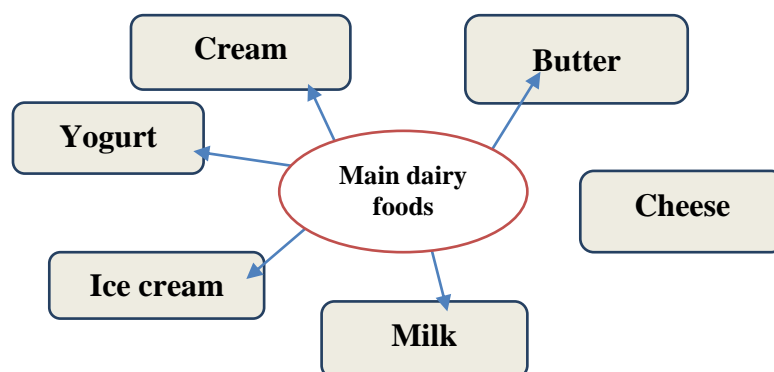 Cream
Butter
Yogurt
Main dairy
foods
Cheese
Ice cream
Milk